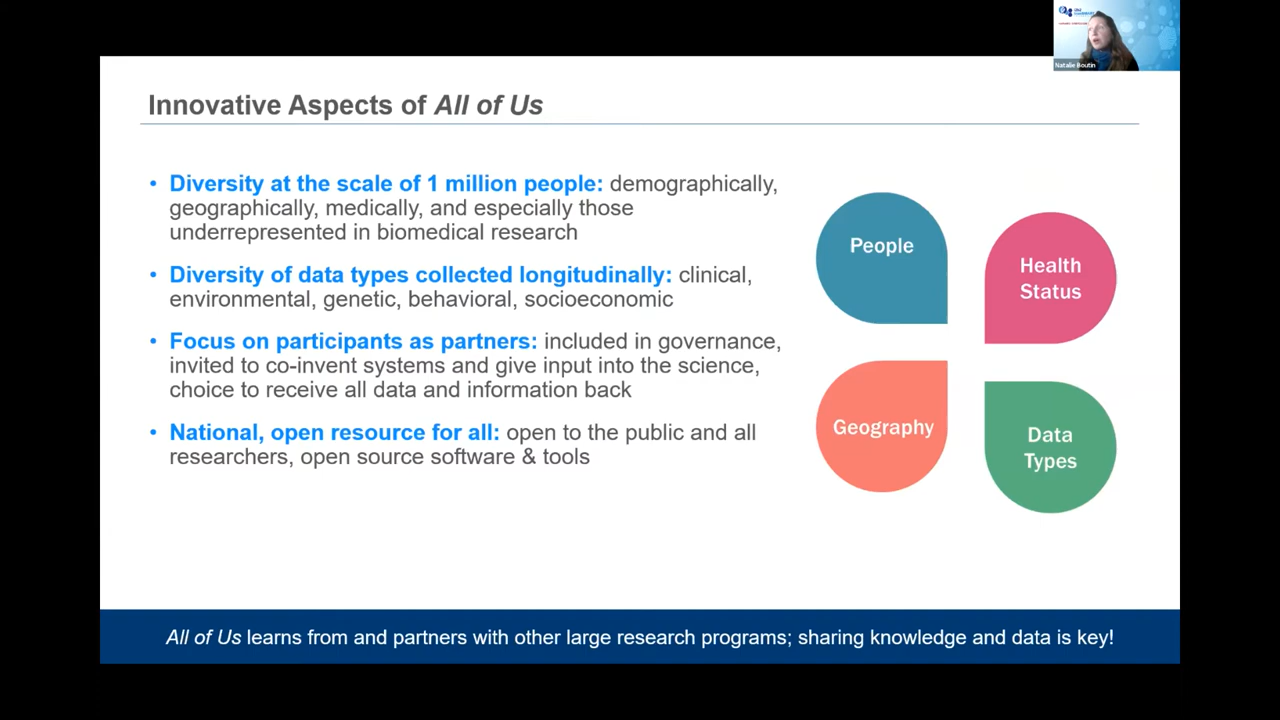 Natalie Boutin
Innovative Aspects of All of Us
• Diversity at the scale of 1 million people: demographically,
geographically, medically, and especially those
underrepresented in biomedical research
• Diversity of data types collected longitudinally: clinical,
environmental, genetic, behavioral, socioeconomic
• Focus on participants as partners: included in governance,
invited to co-invent systems and give input into the science,
choice to receive all data and information back
• National, open resource for all: open to the public and all
researchers, open source software & tools
People
Health
Status
Geography
Data
Types
All of Us learns from and partners with other large research programs; sharing knowledge and data is key!